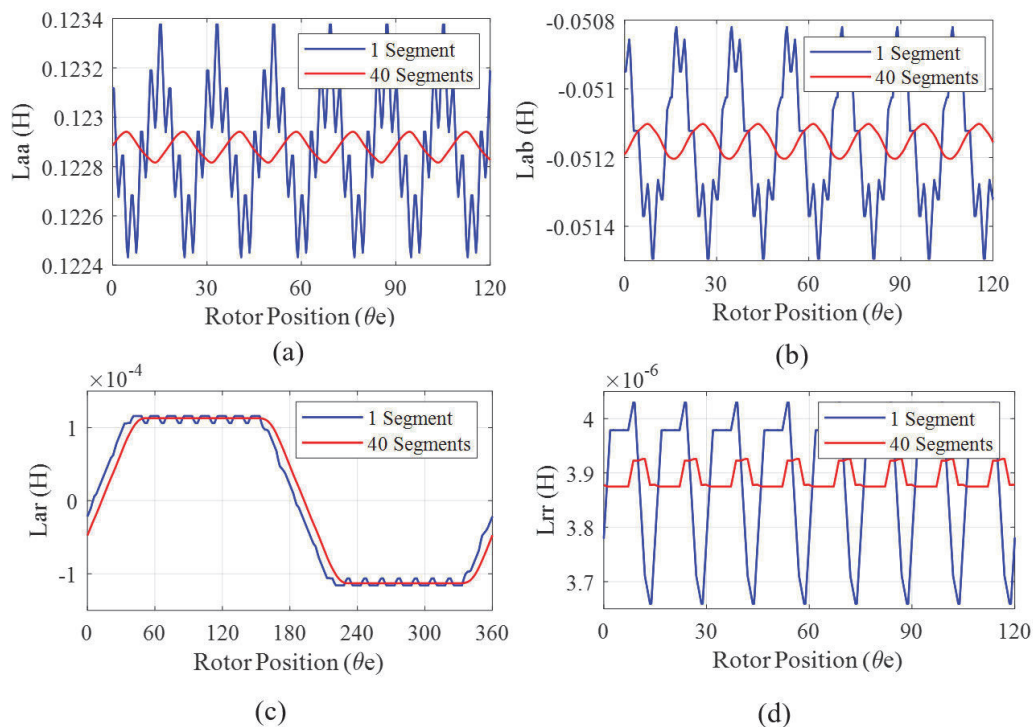 0.1234
0.1232
0.123
0.1228
0.1226
0.1224
Laa (H)
1 Segment
40 Segments
0 30 60 90 120
Rotor Position (θe)
(a)
-0.0508
-0.051
-0.0512
-0.0514
Lab (H)
1 Segment
40 Segments
0 30 60 90 120
Rotor Position (θe)
(b)
×10⁻⁴
1
0
-1
Lar (H)
1 Segment
40 Segments
0 60 120 180 240 300 360
Rotor Position (θe)
(c)
×10⁻⁶
4
3.9
3.8
3.7
Lrr (H)
1 Segment
40 Segments
0 30 60 90 120
Rotor Position (θe)
(d)